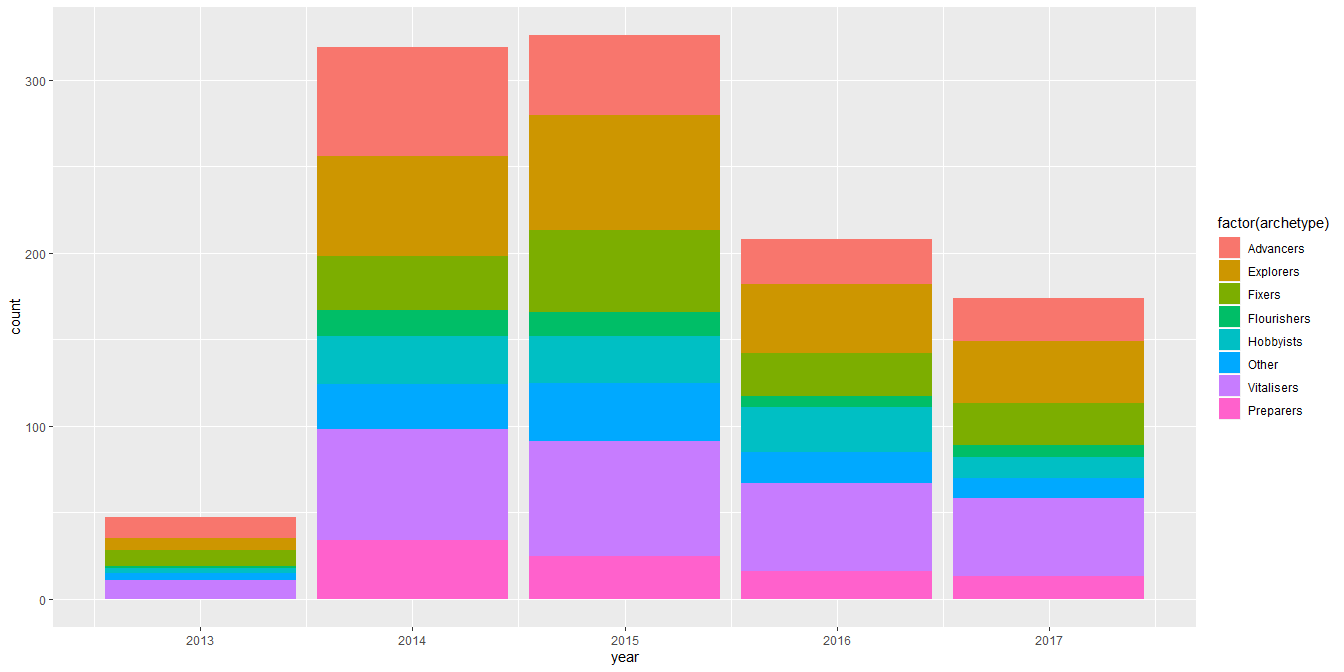 300
200
100
0
count
2013 2014 2015 2016 2017
year
factor(archetype)
Advancers
Explorers
Fixers
Flourishers
Hobbyists
Other
Vitalisers
Preparers